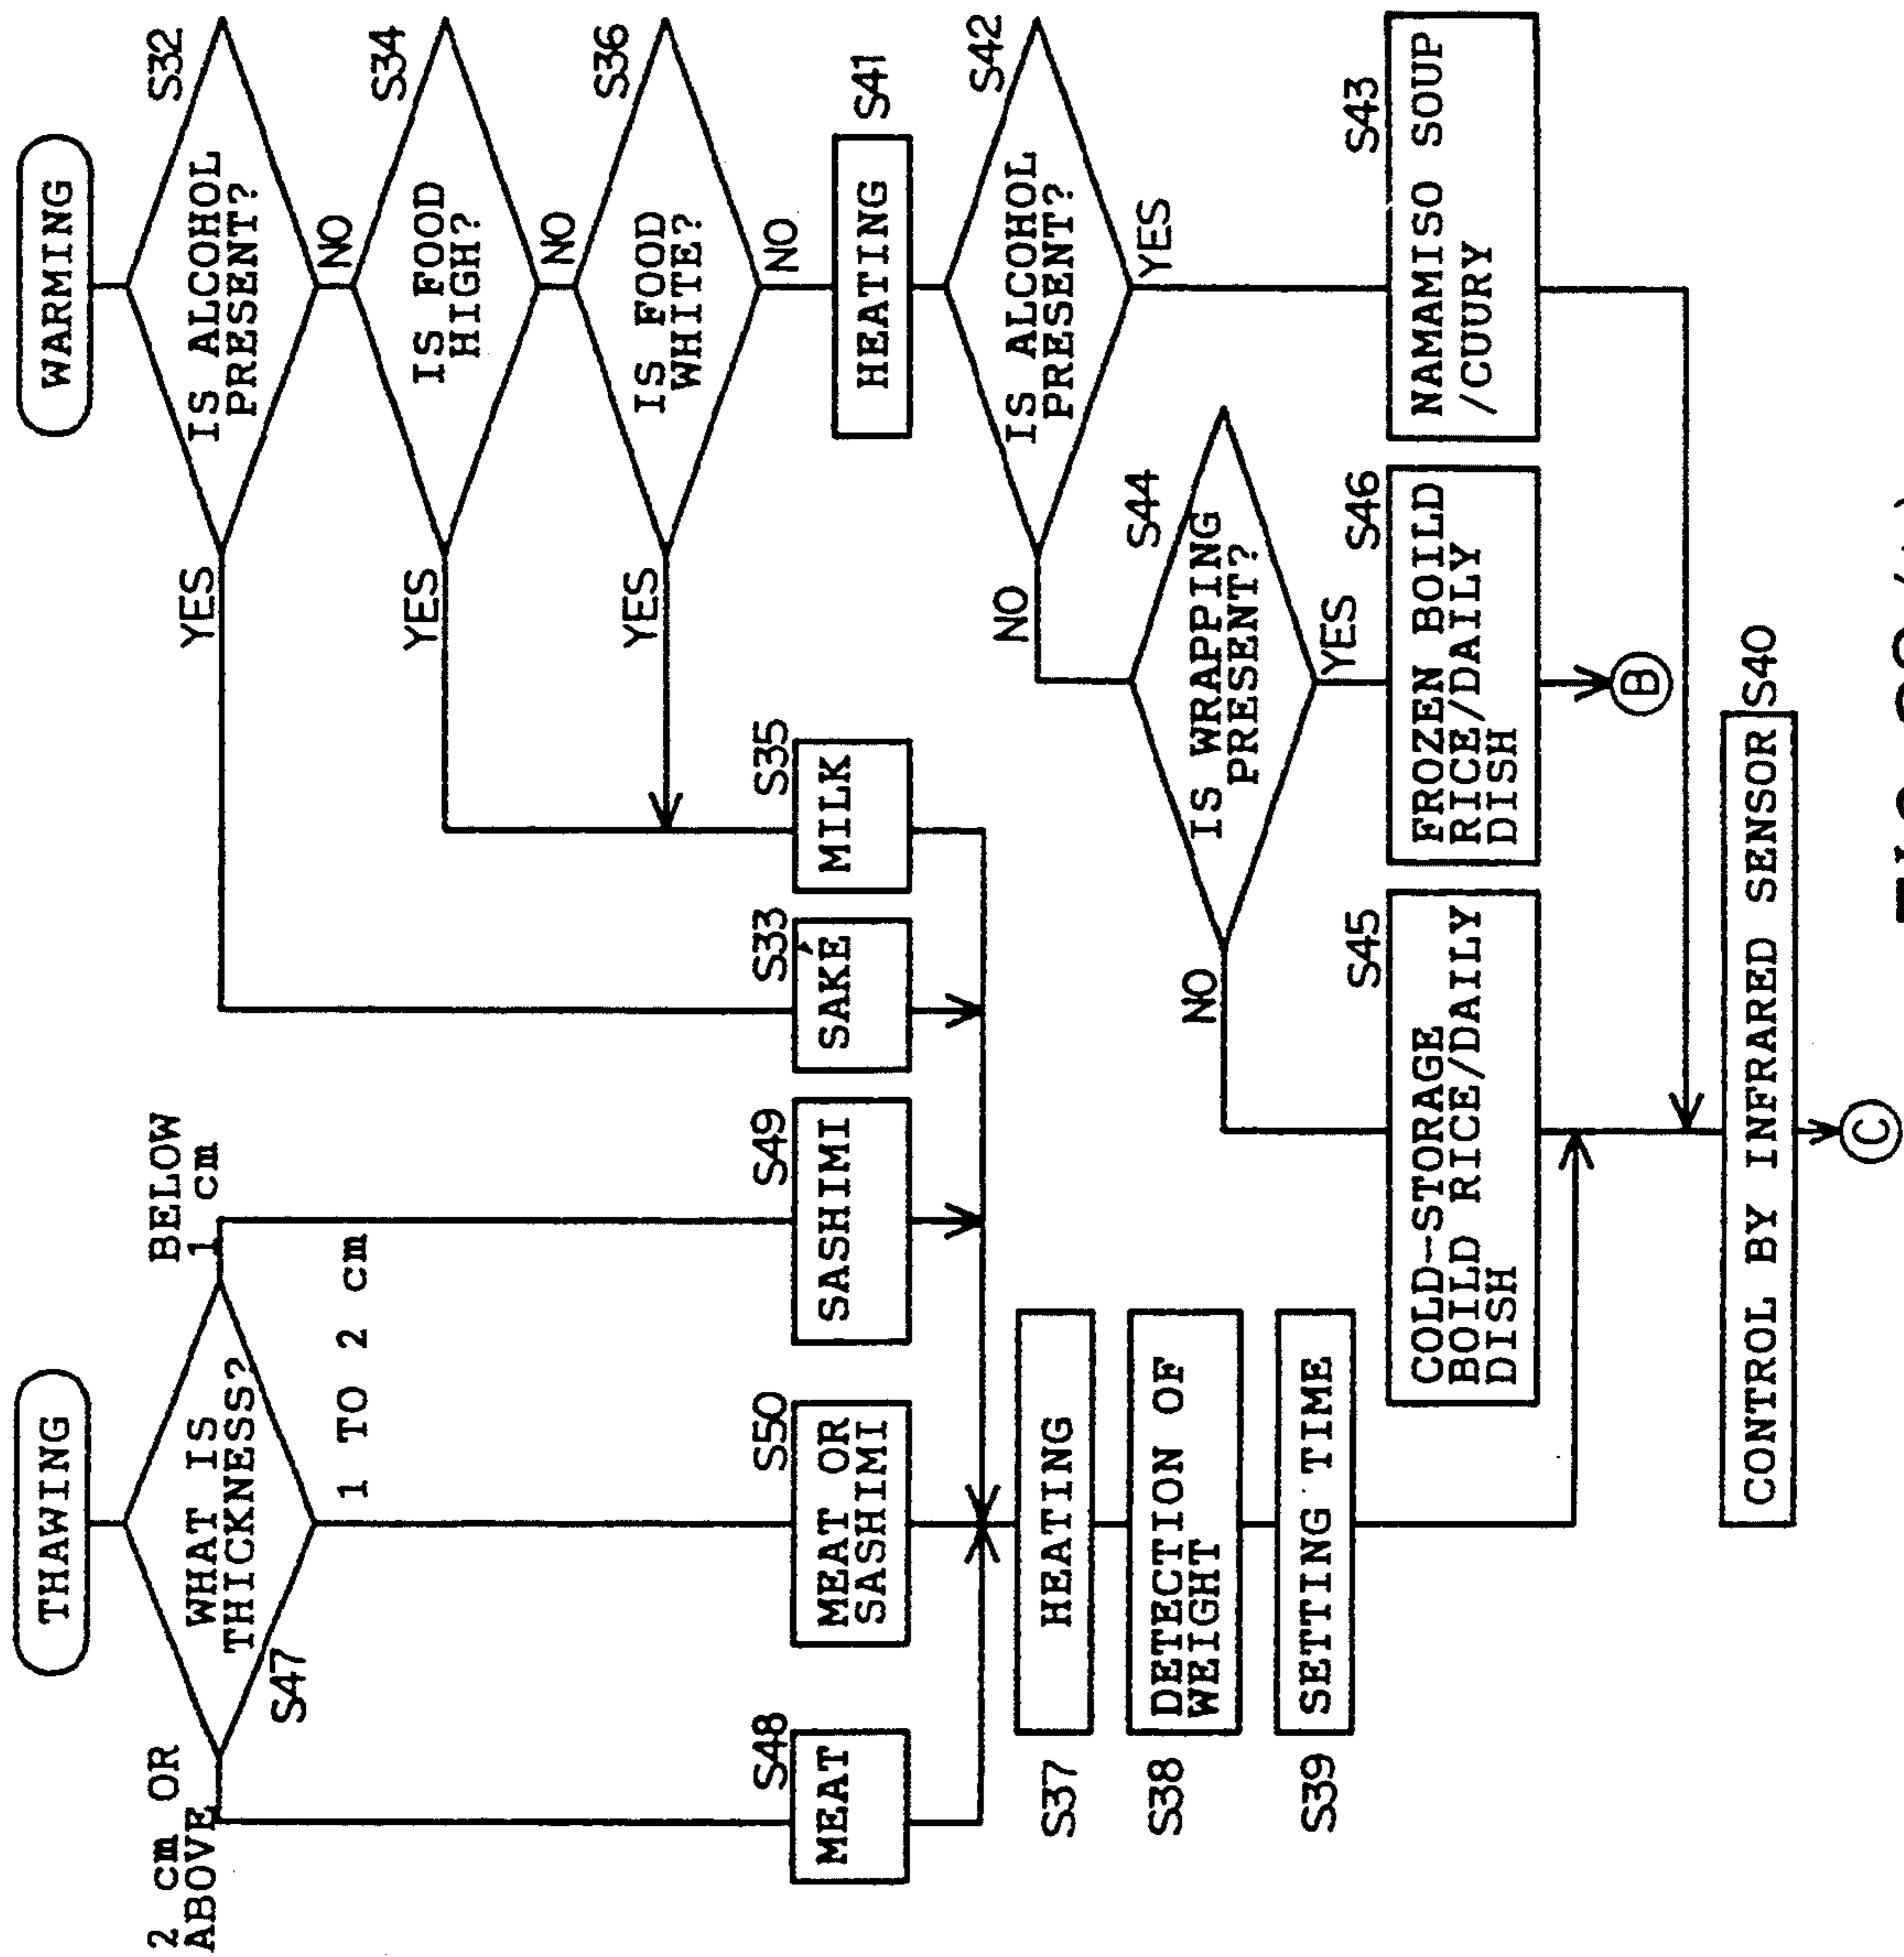 THAWING
WHAT IS
THICKNESS?
S47
2 cm OR
ABOVE
1 TO 2 cm
BELOW
1 cm
S48
MEAT
S50
MEAT OR
SASHIMI
S49
SASHIMI
S33
SAKÉ
S35
MILK
S37
HEATING
S38
DETECTION OF
WEIGHT
S39
SETTING TIME
WARMING
S32
IS ALCOHOL
PRESENT?
YES
NO
S34
IS FOOD
HIGH?
YES
NO
S36
IS FOOD
WHITE?
YES
NO
HEATING
S41
S42
IS ALCOHOL
PRESENT?
NO
YES
S44
IS WRAPPING
PRESENT?
NO
YES
S45
COLD-STORAGE
BOILD RICE/DAILY
DISH
S46
FROZEN BOILD
RICE/DAILY
DISH
S43
NAMAMISO SOUP
/CUURY
B
CONTROL BY INFRARED SENSOR
S40
C